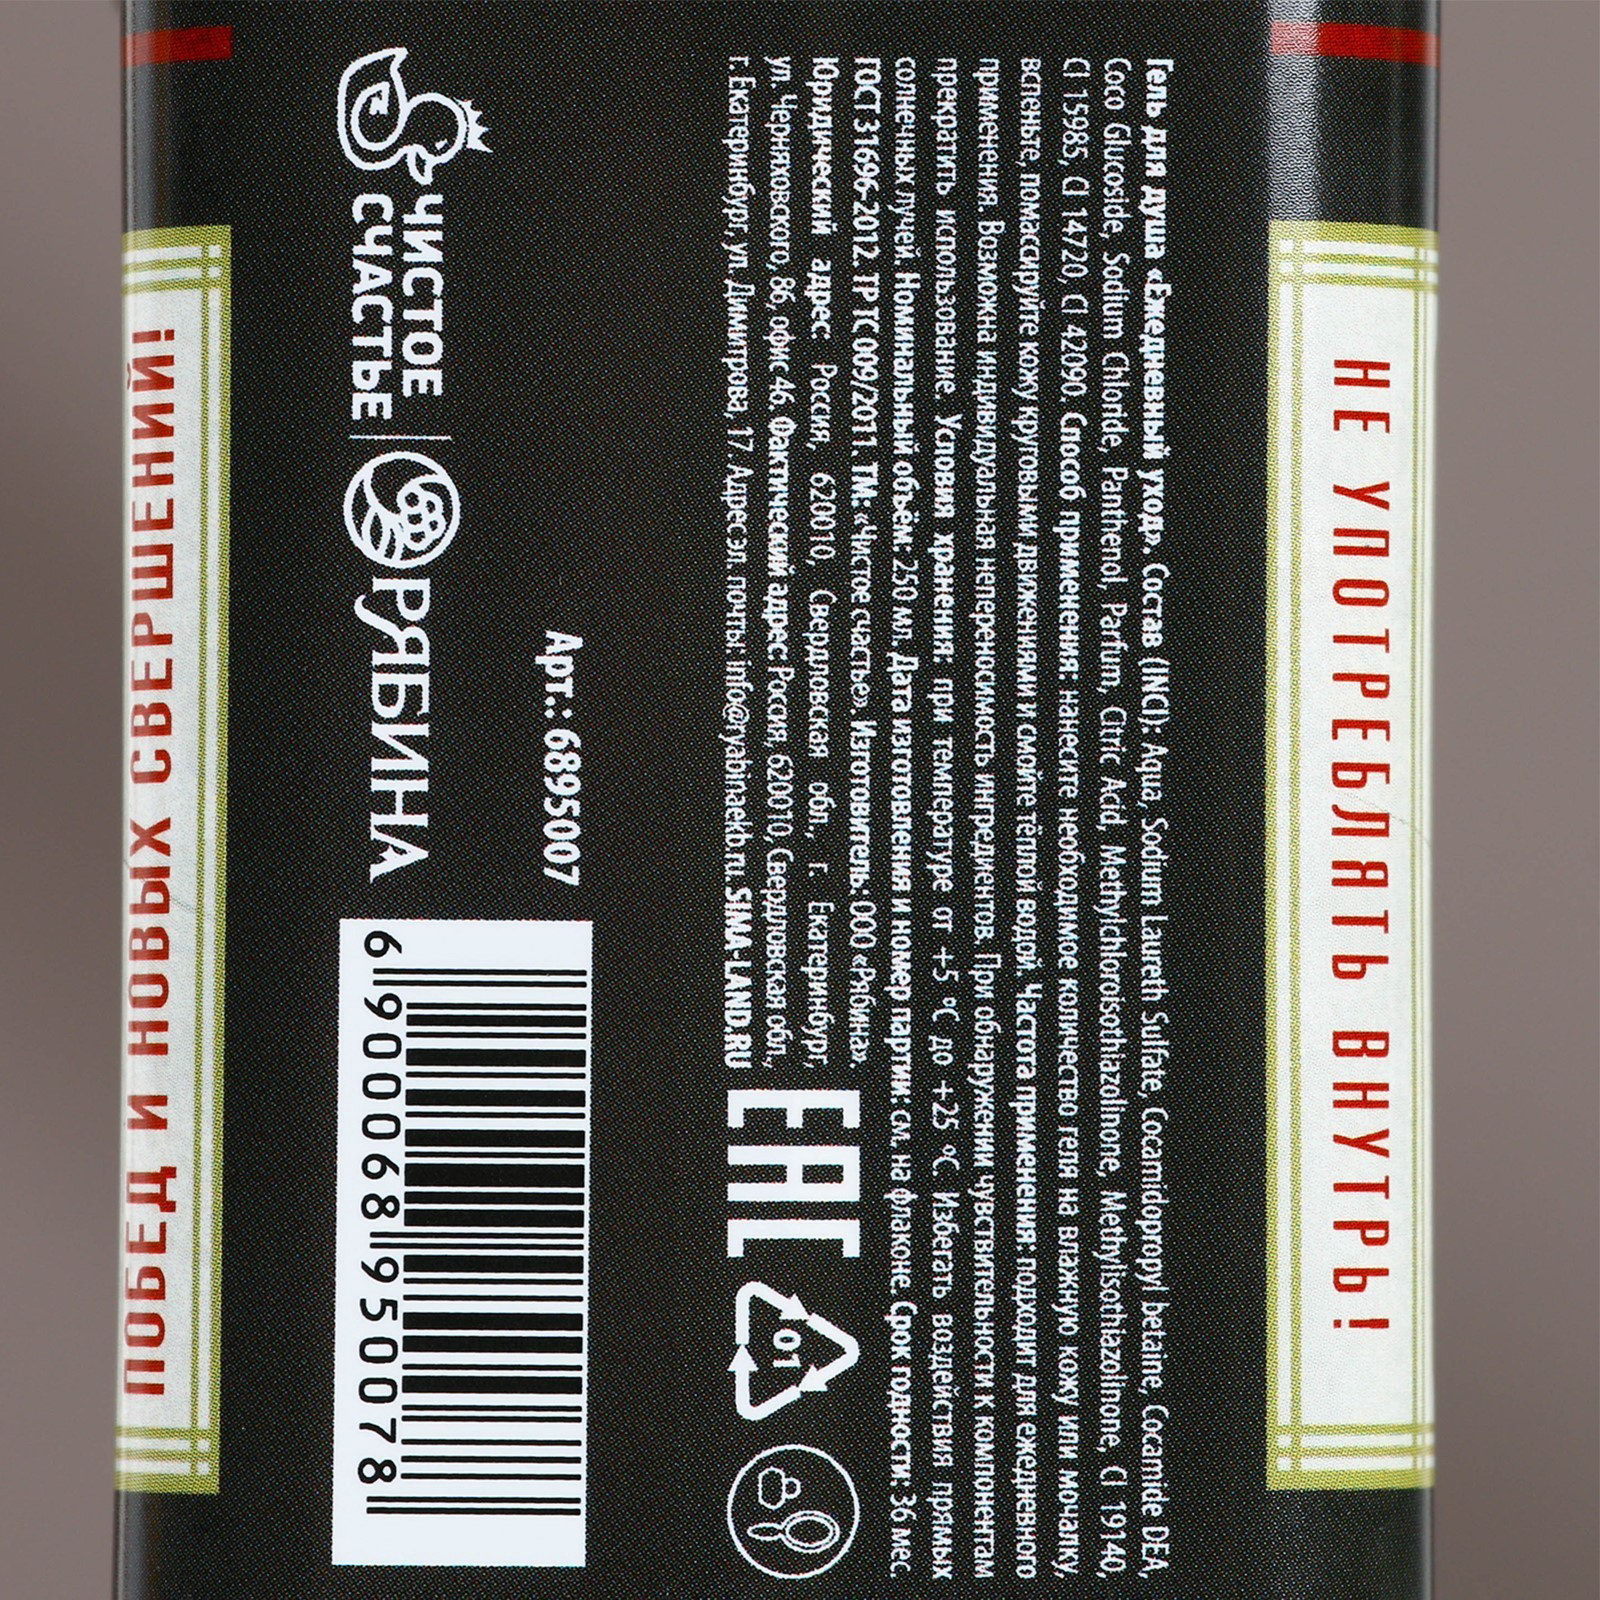 НЕ УПОТРЕБЛЯТЬ ВНУТРЬ!
Гель для душа «Ежедневный уход». Состав (INCI): Aqua, Sodium Laureth Sulfate, Cocamidopropyl betaine, Cocamide DEA,
Coco Glucoside, Sodium Chloride, Panthenol, Parfum, Citric Acid, Methylchloroisothiazolinone, Methylisothiazolinone, CI 19140,
CI 15985, CI 14720, CI 42090. Способ применения: нанесите необходимое количество геля на влажную кожу или мочалку,
вспеньте, помассируйте кожу круговыми движениями и смойте тёплой водой. Частота применения: подходит для ежедневного
применения. Возможна индивидуальная непереносимость ингредиентов. При обнаружении чувствительности к компонентам
прекратить использование. Условия хранения: при температуре от +5 °С до +25 °С. Избегать воздействия прямых
солнечных лучей. Номинальный объём: 250 мл. Дата изготовления и номер партии: см. на флаконе. Срок годности: 36 мес.
ГОСТ 31696-2012. ТР ТС 009/2011. ТМ: «Чистое счастье». Изготовитель: ООО «Рябина».
Юридический адрес: Россия, 620010, Свердловская обл., г. Екатеринбург,
ул. Черняховского, 86, офис 46. Фактический адрес: Россия, 620010, Свердловская обл.,
г. Екатеринбург, ул. Димитрова, 17. Адрес эл. почты: info@ryabinaekb.ru. SIMA-LAND.RU
EAC
01
Арт.: 6895007
ЧИСТОЕ
СЧАСТЬЕ
РЯБИНА
6 900068 950078
ПОБЕД И НОВЫХ СВЕРШЕНИЙ!